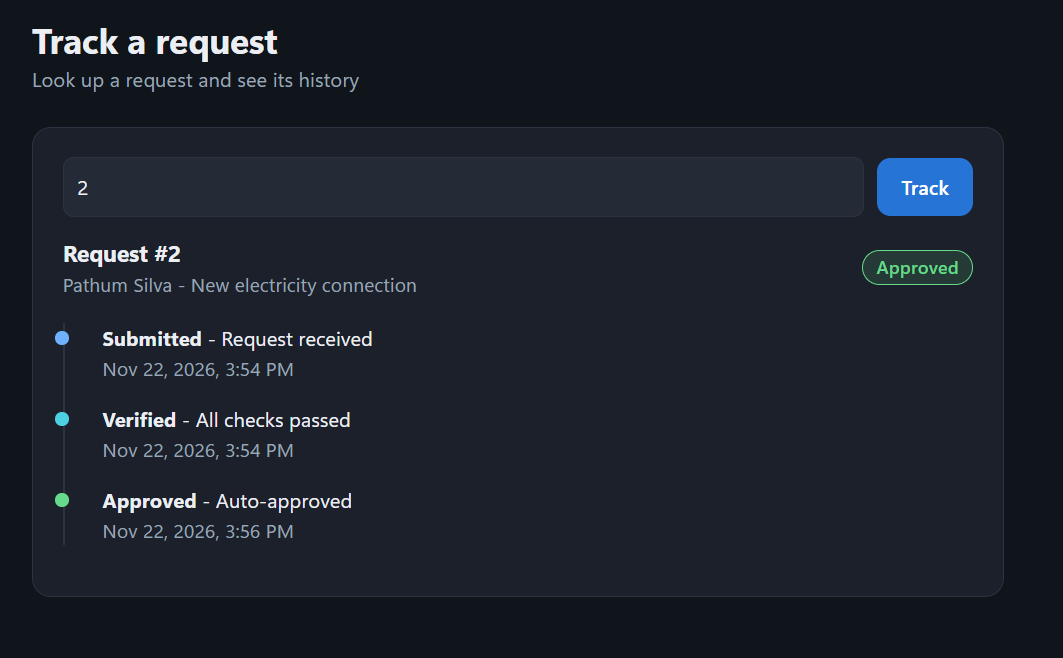 Track a request
Look up a request and see its history
2
Track
Request #2
Approved
Pathum Silva - New electricity connection
Submitted - Request received
Nov 22, 2026, 3:54 PM
Verified - All checks passed
Nov 22, 2026, 3:54 PM
Approved - Auto-approved
Nov 22, 2026, 3:56 PM